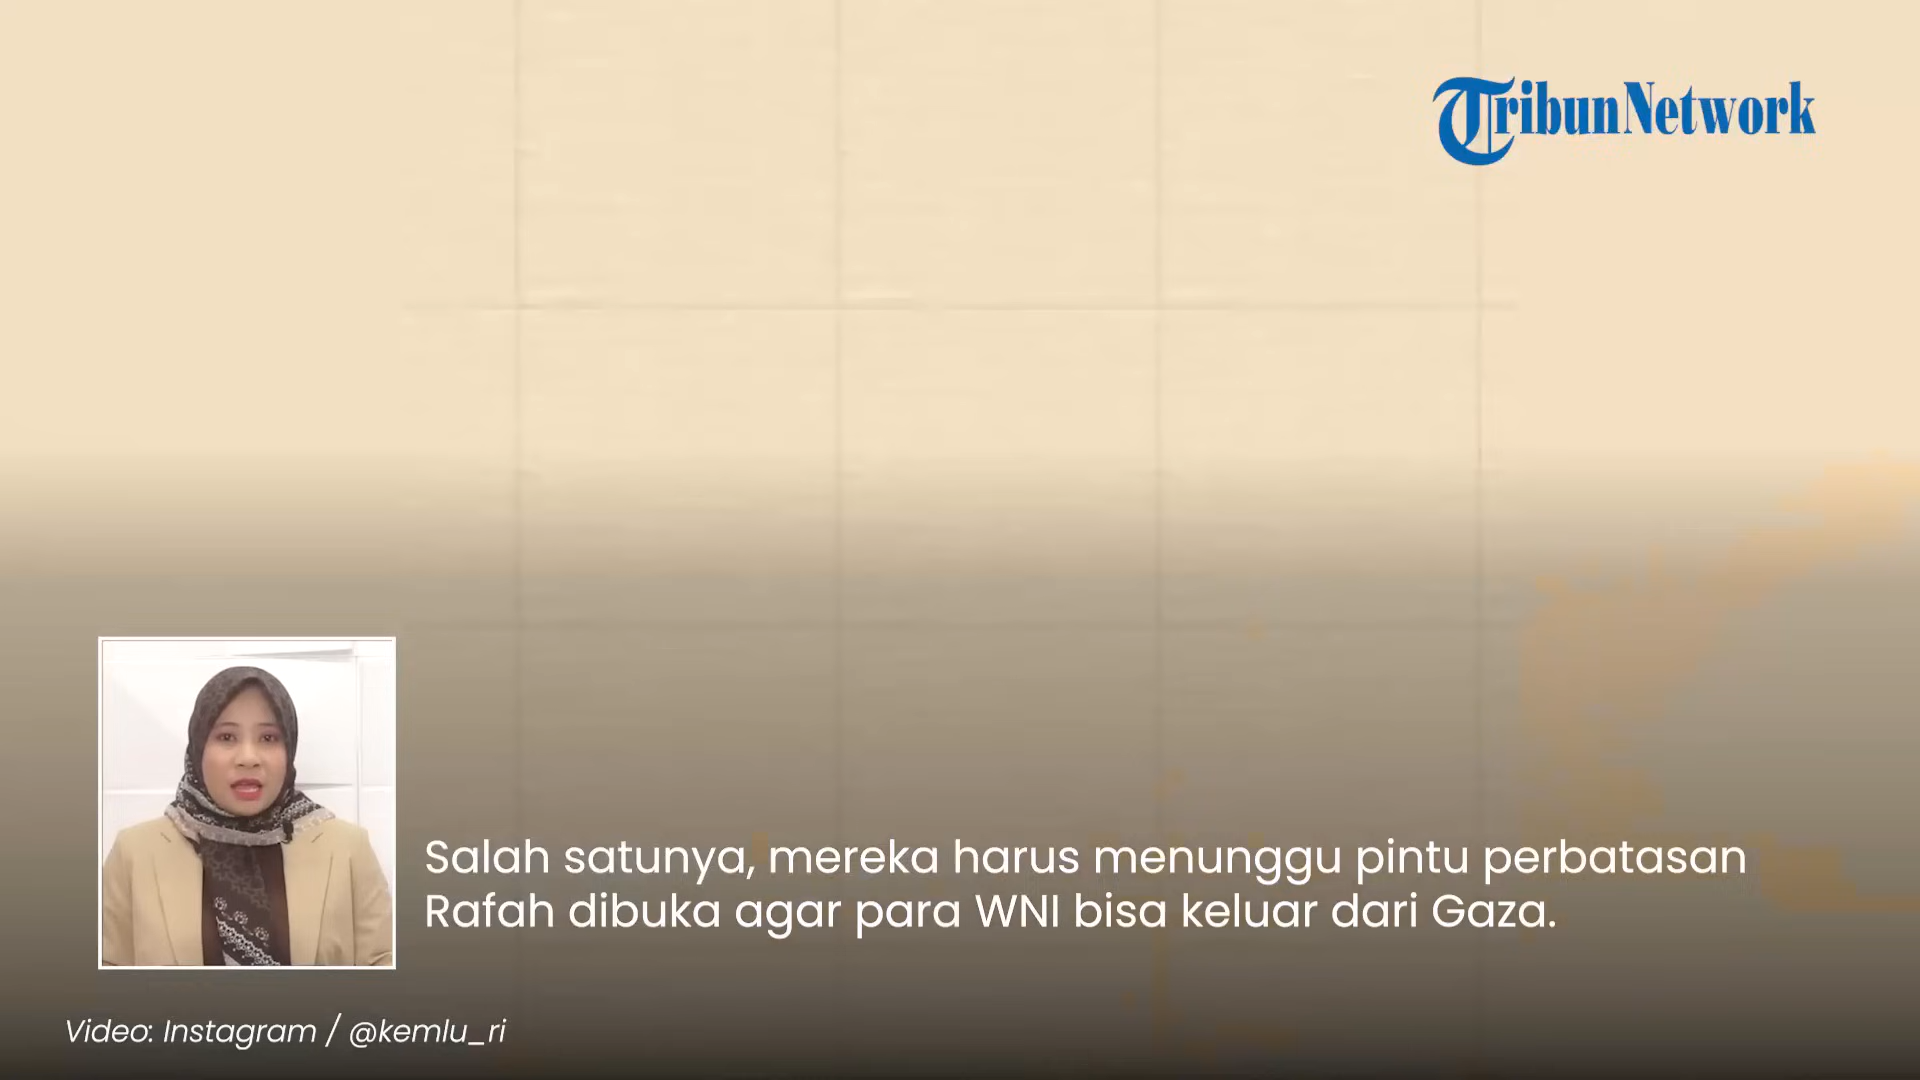 TribunNetwork
Salah satunya, mereka harus menunggu pintu perbatasan
Rafah dibuka agar para WNI bisa keluar dari Gaza.
Video: Instagram / @kemlu_ri